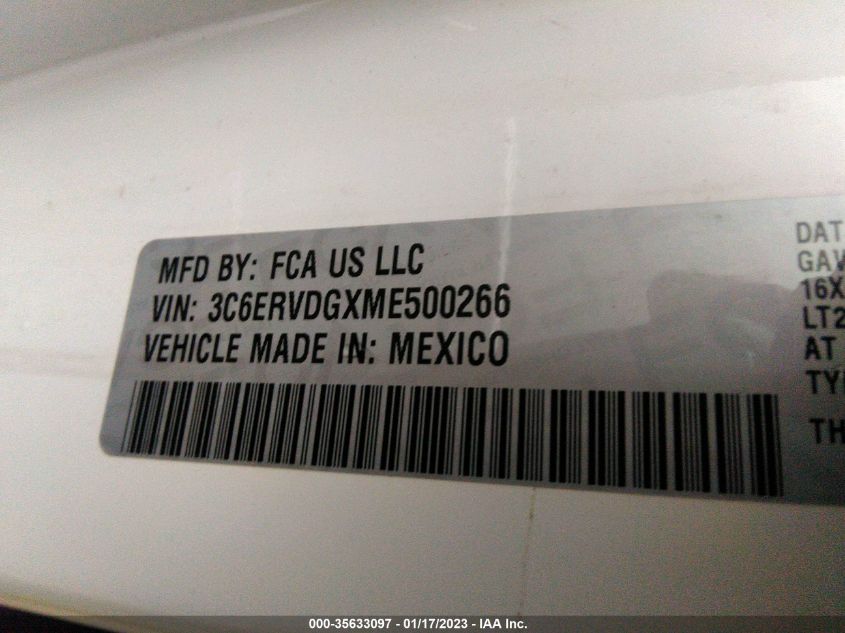 MFD BY: FCA US LLC
VIN: 3C6ERVDGXME500266
VEHICLE MADE IN: MEXICO
DAT
GAV
16X
LT2
AT
TY
TH
000-35633097 - 01/17/2023 - IAA Inc.